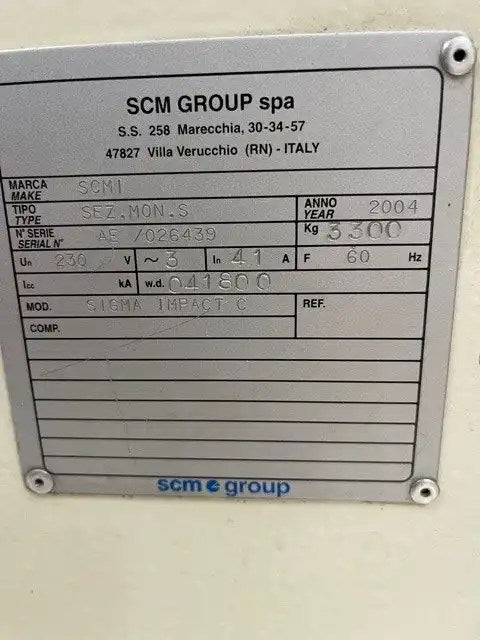 SCM GROUP spa
S.S. 258 Marecchia, 30-34-57
47827 Villa Verucchio (RN) - ITALY
MARCA MAKE SCMI
TIPO TYPE SEZ.MON.S ANNO YEAR 2004
N° SERIE SERIAL N° AE /026439 Kg 3300
Un 230 V ~ 3 In 41 A F 60 Hz
Icc kA w.d. 041800
MOD. SIGMA IMPACT C REF.
COMP.
scm group